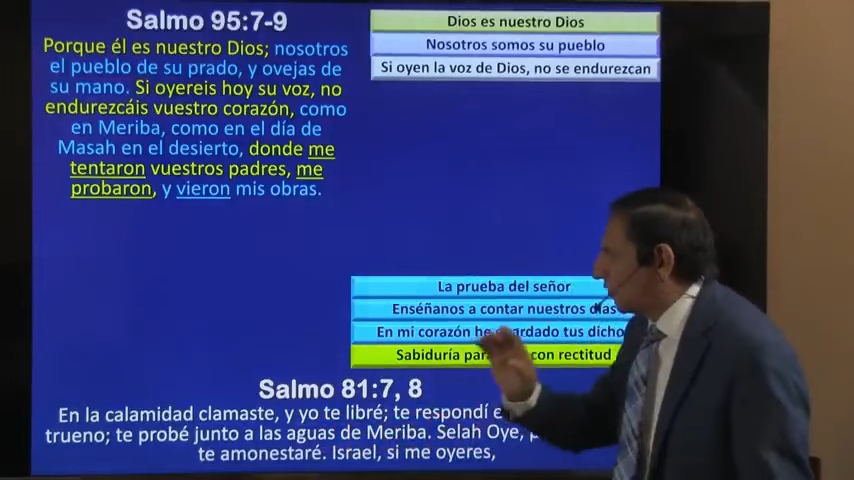 Salmo 95:7-9
Porque él es nuestro Dios; nosotros
el pueblo de su prado, y ovejas de
su mano. Si oyereis hoy su voz, no
endurezcáis vuestro corazón, como
en Meriba, como en el día de
Masah en el desierto, donde me
tentaron vuestros padres, me
probaron, y vieron mis obras.
Dios es nuestro Dios
Nosotros somos su pueblo
Si oyen la voz de Dios, no se endurezcan
La prueba del señor
Enséñanos a contar nuestros días
En mi corazón he guardado tus dicho
Sabiduría con rectitud
Salmo 81:7, 8
En la calamidad clamaste, y yo te libré; te respondí
trueno; te probé junto a las aguas de Meriba. Selah Oye,
te amonestaré. Israel, si me oyeres,